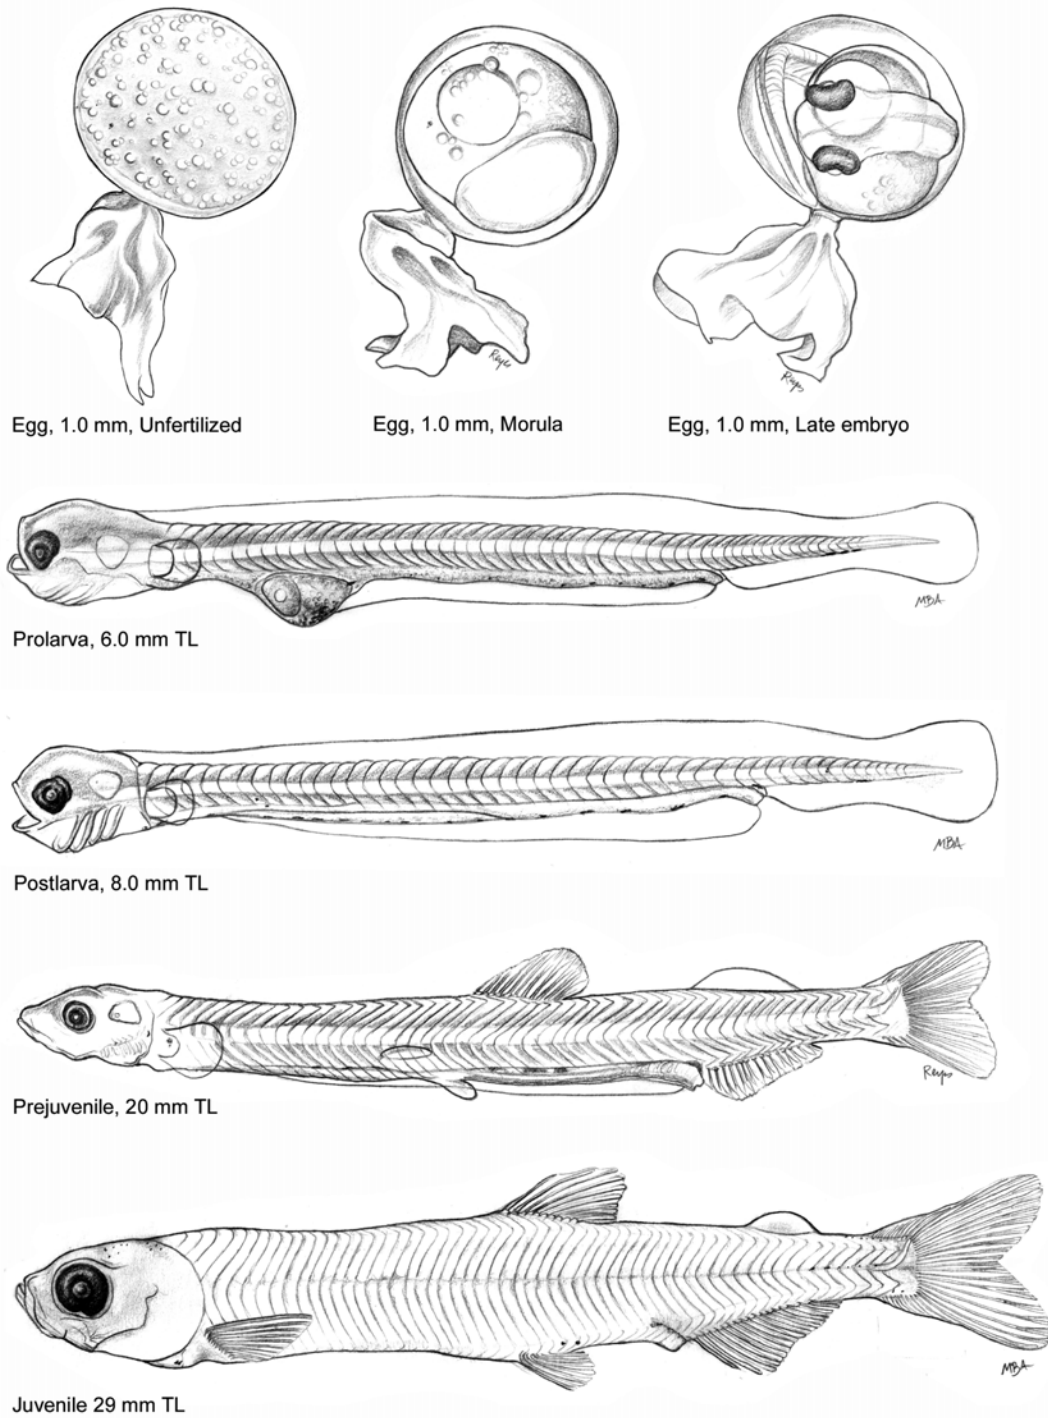 Reyes
Reyes
Egg, 1.0 mm, Unfertilized
Egg, 1.0 mm, Morula
Egg, 1.0 mm, Late embryo
MBA
Prolarva, 6.0 mm TL
MBA
Postlarva, 8.0 mm TL
Reyes
Prejuvenile, 20 mm TL
MBA
Juvenile 29 mm TL